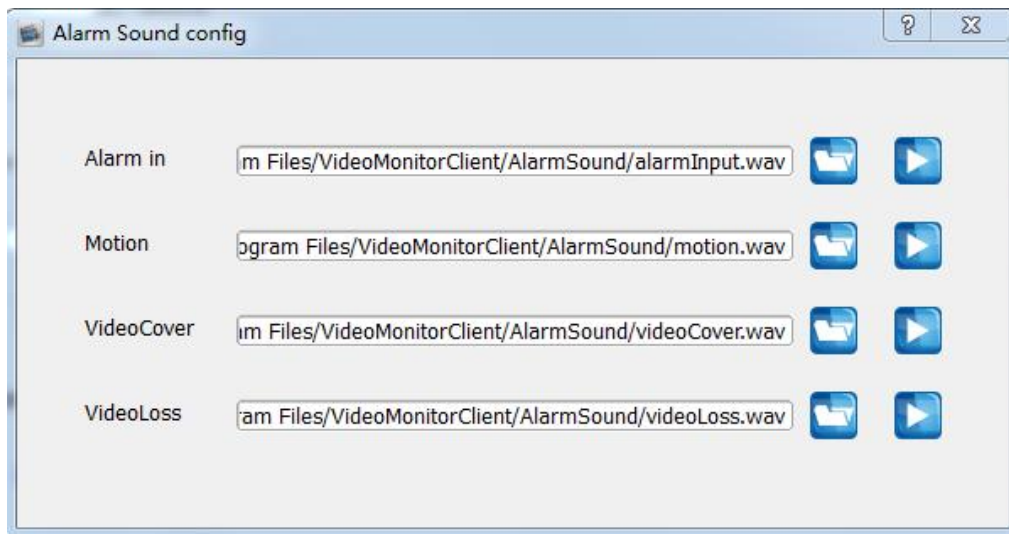 Alarm Sound config
Alarm in m Files/VideoMonitorClient/AlarmSound/alarmInput.wav
Motion ogram Files/VideoMonitorClient/AlarmSound/motion.wav
VideoCover am Files/VideoMonitorClient/AlarmSound/videoCover.wav
VideoLoss ram Files/VideoMonitorClient/AlarmSound/videoLoss.wav